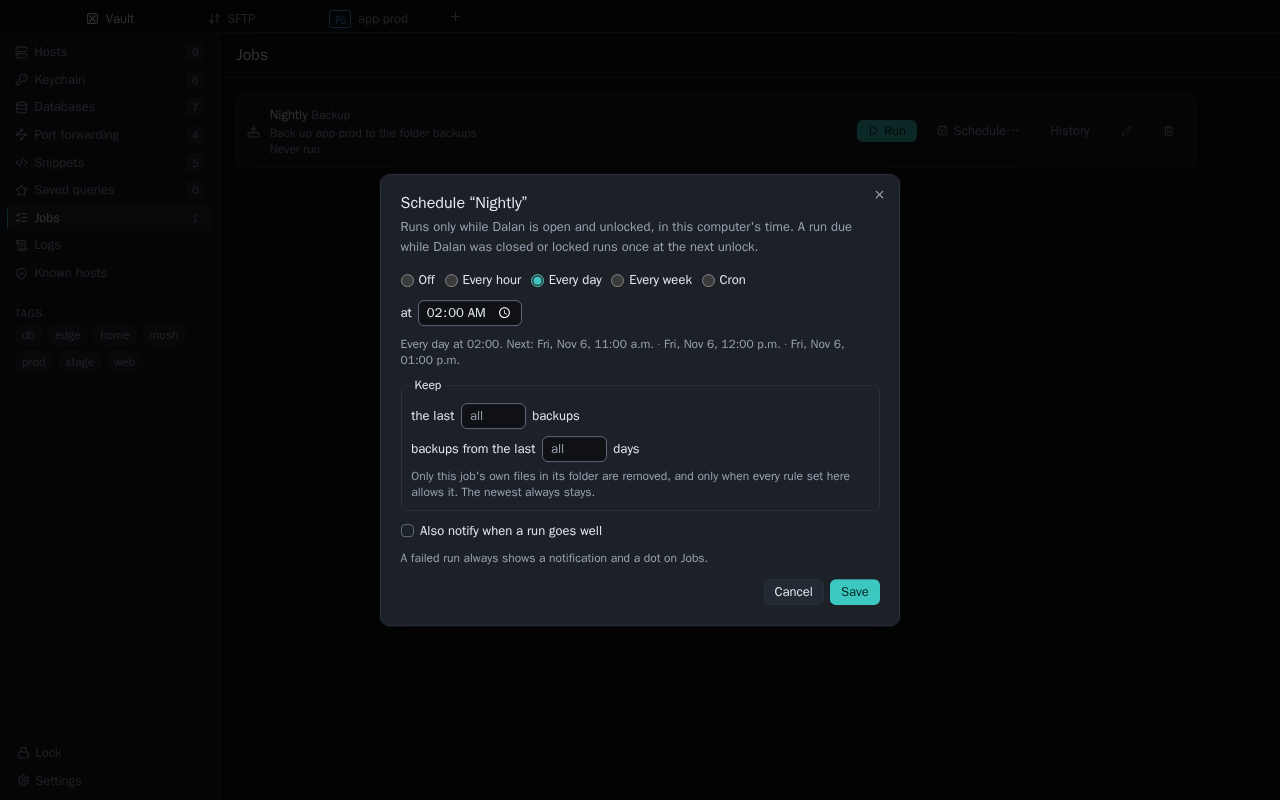 Vault
SFTP
PG app-prod
+
Hosts 9
Keychain 6
Databases 7
Port forwarding 4
Snippets 5
Saved queries 0
Jobs 1
Logs
Known hosts
TAGS
db edge home mosh
prod stage web
Lock
Settings
Jobs
Nightly Backup
Back up app-prod to the folder backups
Never run
Run
Schedule…
History
Schedule “Nightly”
Runs only while Dalan is open and unlocked, in this computer's time. A run due
while Dalan was closed or locked runs once at the next unlock.
Off Every hour Every day Every week Cron
at 02:00 AM
Every day at 02:00. Next: Fri, Nov 6, 11:00 a.m. · Fri, Nov 6, 12:00 p.m. · Fri, Nov 6,
01:00 p.m.
Keep
the last all backups
backups from the last all days
Only this job's own files in its folder are removed, and only when every rule set here
allows it. The newest always stays.
Also notify when a run goes well
A failed run always shows a notification and a dot on Jobs.
Cancel Save